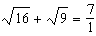 √16 + √9 = 7/1